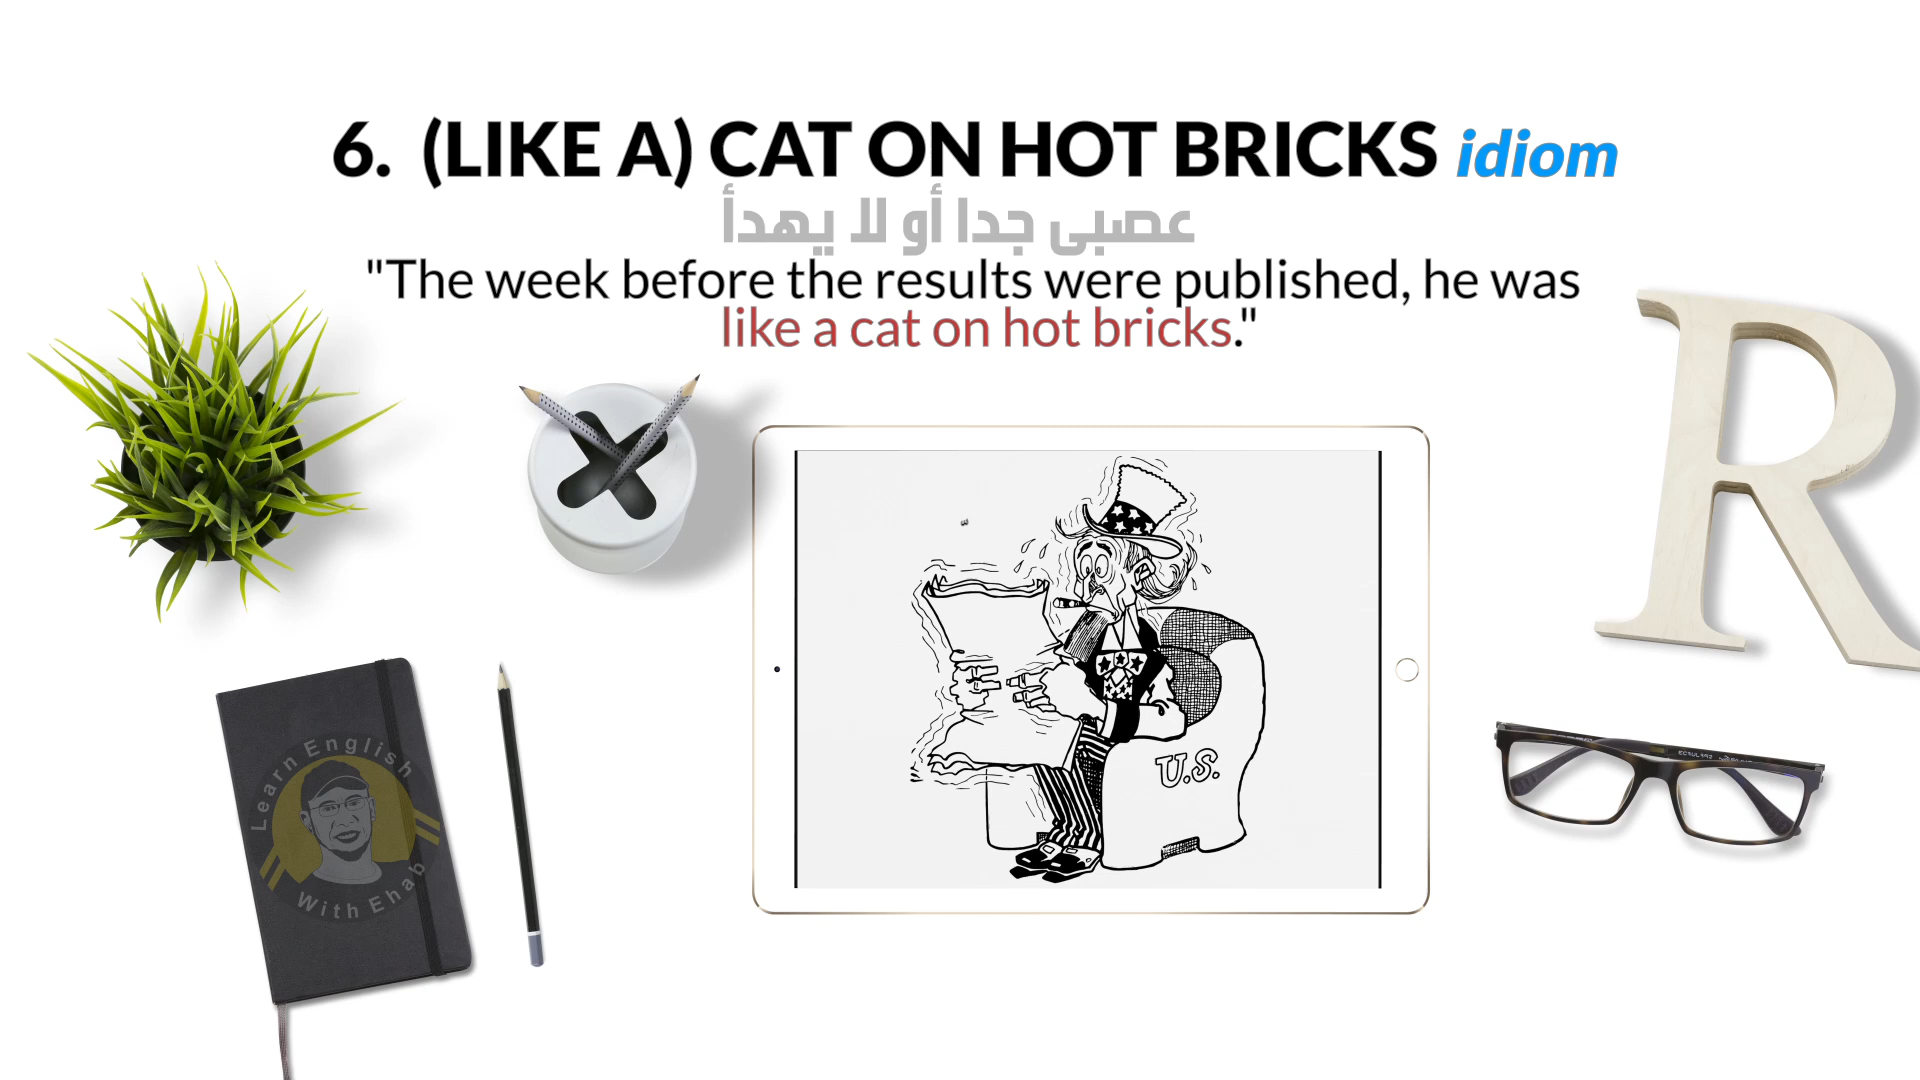 6. (LIKE A) CAT ON HOT BRICKS idiom
عصبى جدا أو لا يهدأ
"The week before the results were published, he was
like a cat on hot bricks."
U.S.
Learn English
With Ehab